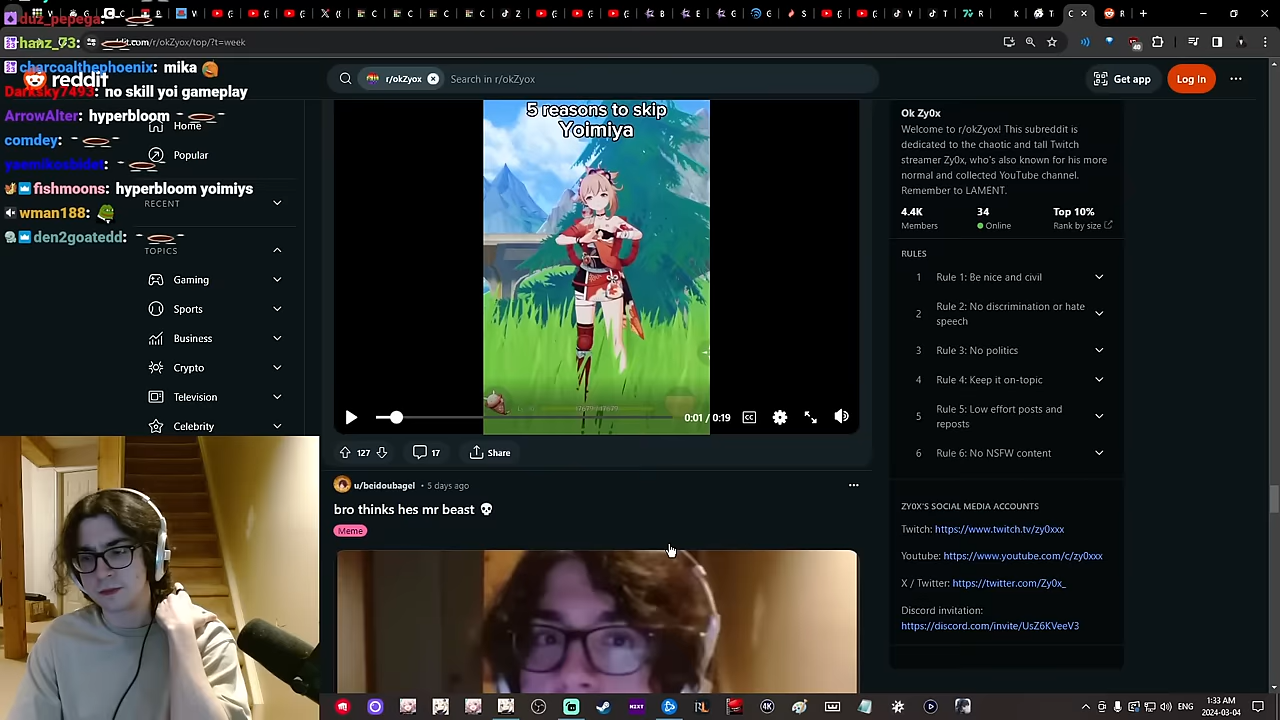 duz_pepega:
hanz_73:
.com/r/okZyox/top/?t=week
charcoalthephoenix: mika
reddit
r/okZyox
Search in r/okZyox
Get app
Log In
Darksky7493: no skill yoi gameplay
ArrowAlter: hyperbloom
Home
comdey:
Popular
fishmoons: hyperbloom yoimiys
RECENT
wman188:
den2goatedd:
TOPICS
Gaming
Sports
Business
Crypto
Television
Celebrity
5 reasons to skip
Yoimiya
0:01 / 0:19
127
17
Share
u/beidoubagel • 5 days ago
bro thinks hes mr beast
Meme
Ok Zy0x
Welcome to r/okZyox! This subreddit is
dedicated to the chaotic and tall Twitch
streamer Zy0x, who's also known for his more
normal and collected YouTube channel.
Remember to LAMENT.
4.4K
34
Top 10%
Members
Online
Rank by size
RULES
1 Rule 1: Be nice and civil
2 Rule 2: No discrimination or hate
speech
3 Rule 3: No politics
4 Rule 4: Keep it on-topic
5 Rule 5: Low effort posts and
reposts
6 Rule 6: No NSFW content
ZY0X'S SOCIAL MEDIA ACCOUNTS
Twitch: https://www.twitch.tv/zy0xxx
Youtube: https://www.youtube.com/c/zy0xxx
X / Twitter: https://twitter.com/Zy0x_
Discord invitation:
https://discord.com/invite/UsZ6KVeeV3
ENG
1:33 AM
2024-03-04